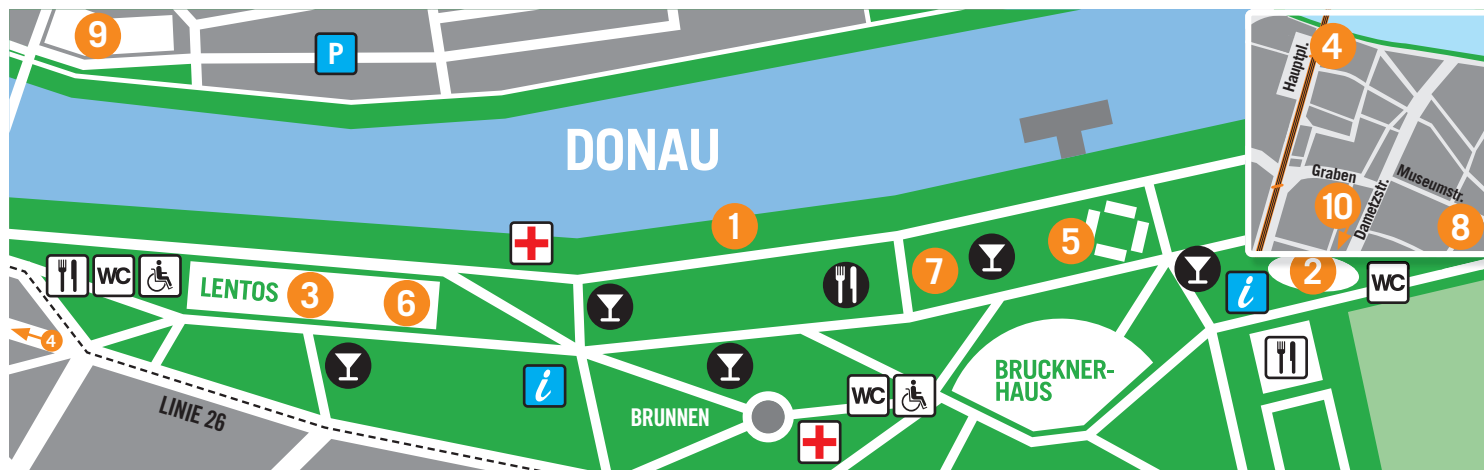 9
P
DONAU
4
Hauptpl.
Graben
Museumstr.
Dametzstr.
10
8
1
5
7
2
i
WC
WC
LENTOS
3
6
4
i
BRUCKNER-
HAUS
WC
BRUNNEN
LINIE 26